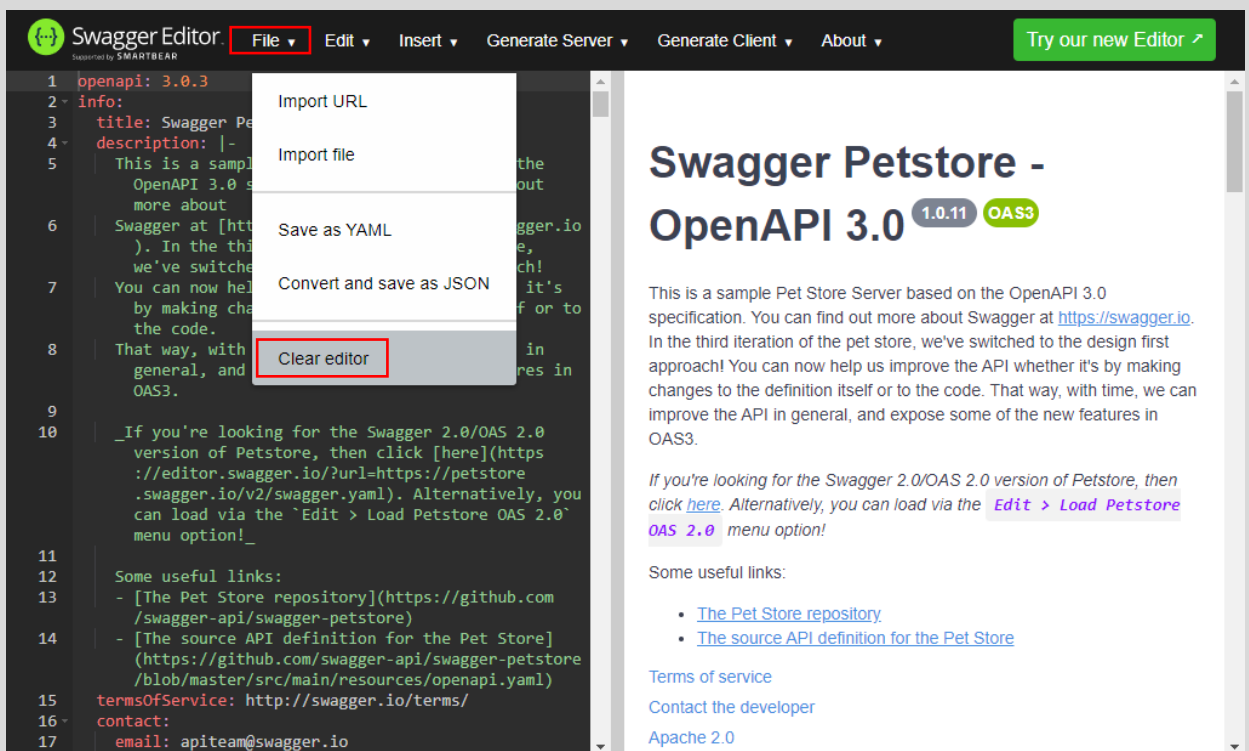 Swagger Editor.
Supported by SMARTBEAR
File ▾ Edit ▾ Insert ▾ Generate Server ▾ Generate Client ▾ About ▾
Try our new Editor ↗
Import URL
Import file
Save as YAML
Convert and save as JSON
Clear editor
1 openapi: 3.0.3
2 info:
3 title: Swagger Pe
4 description: |-
5 This is a sampl the
OpenAPI 3.0 s out
more about
6 Swagger at [htt gger.io
). In the thi e,
we've switche ch!
7 You can now hel it's
by making cha f or to
the code.
8 That way, with in
general, and res in
OAS3.
9
10 _If you're looking for the Swagger 2.0/OAS 2.0
version of Petstore, then click [here](https
://editor.swagger.io/?url=https://petstore
.swagger.io/v2/swagger.yaml). Alternatively, you
can load via the `Edit > Load Petstore OAS 2.0`
menu option!_
11
12 Some useful links:
13 - [The Pet Store repository](https://github.com
/swagger-api/swagger-petstore)
14 - [The source API definition for the Pet Store]
(https://github.com/swagger-api/swagger-petstore
/blob/master/src/main/resources/openapi.yaml)
15 termsOfService: http://swagger.io/terms/
16 contact:
17 email: apiteam@swagger.io
Swagger Petstore -
OpenAPI 3.0 1.0.11 OAS3
This is a sample Pet Store Server based on the OpenAPI 3.0
specification. You can find out more about Swagger at https://swagger.io.
In the third iteration of the pet store, we've switched to the design first
approach! You can now help us improve the API whether it's by making
changes to the definition itself or to the code. That way, with time, we can
improve the API in general, and expose some of the new features in
OAS3.
If you're looking for the Swagger 2.0/OAS 2.0 version of Petstore, then
click here. Alternatively, you can load via the Edit > Load Petstore
OAS 2.0 menu option!
Some useful links:
• The Pet Store repository
• The source API definition for the Pet Store
Terms of service
Contact the developer
Apache 2.0